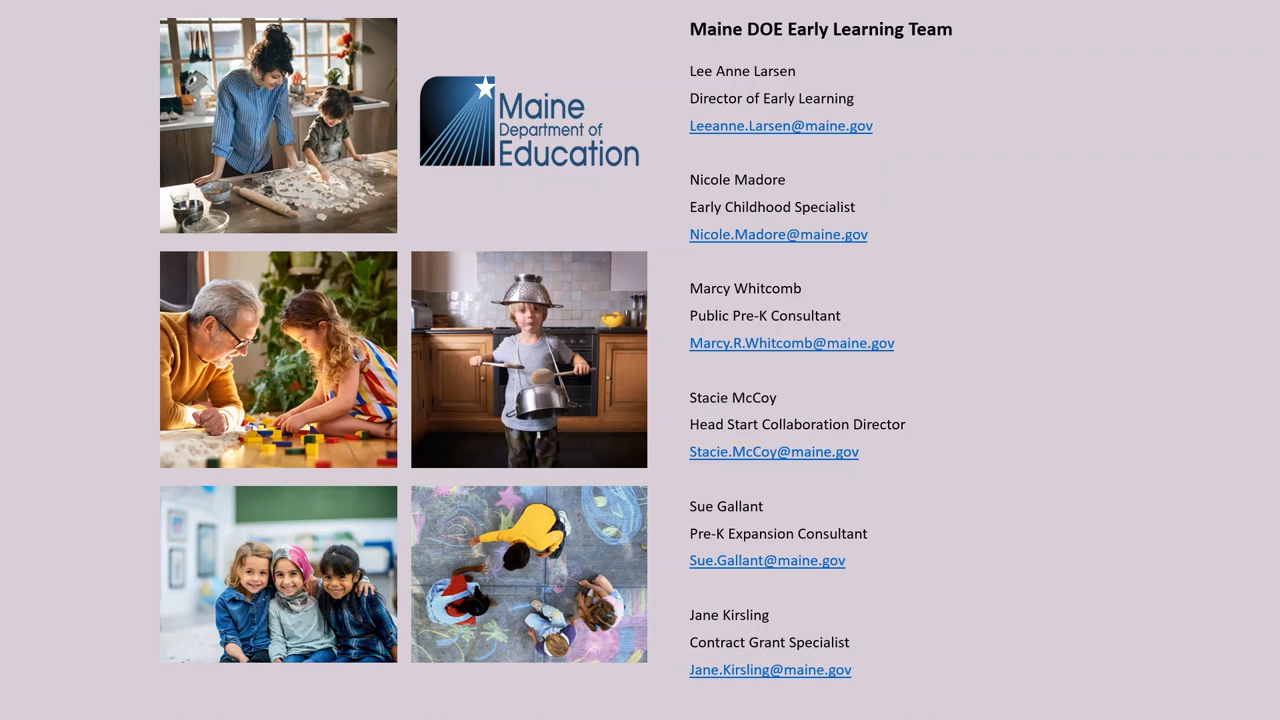 Maine
Department of
Education
Maine DOE Early Learning Team
Lee Anne Larsen
Director of Early Learning
Leeanne.Larsen@maine.gov
Nicole Madore
Early Childhood Specialist
Nicole.Madore@maine.gov
Marcy Whitcomb
Public Pre-K Consultant
Marcy.R.Whitcomb@maine.gov
Stacie McCoy
Head Start Collaboration Director
Stacie.McCoy@maine.gov
Sue Gallant
Pre-K Expansion Consultant
Sue.Gallant@maine.gov
Jane Kirsling
Contract Grant Specialist
Jane.Kirsling@maine.gov